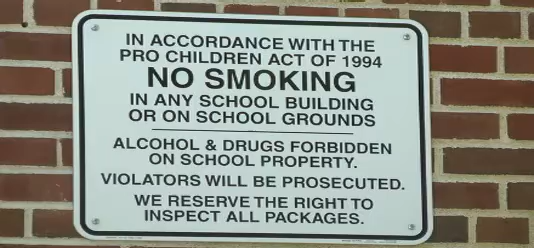 IN ACCORDANCE WITH THE
PRO CHILDREN ACT OF 1994
NO SMOKING
IN ANY SCHOOL BUILDING
OR ON SCHOOL GROUNDS
ALCOHOL & DRUGS FORBIDDEN
ON SCHOOL PROPERTY.
VIOLATORS WILL BE PROSECUTED.
WE RESERVE THE RIGHT TO
INSPECT ALL PACKAGES.